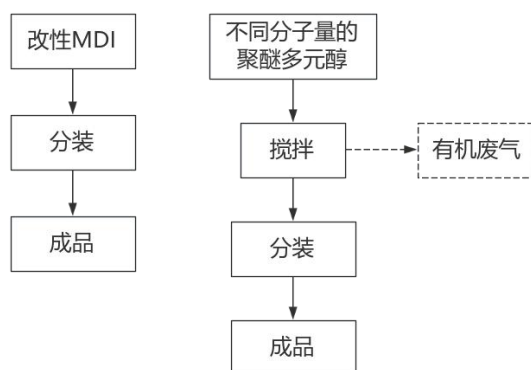 改性MDI
分装
成品
不同分子量的
聚醚多元醇
搅拌
有机废气
分装
成品